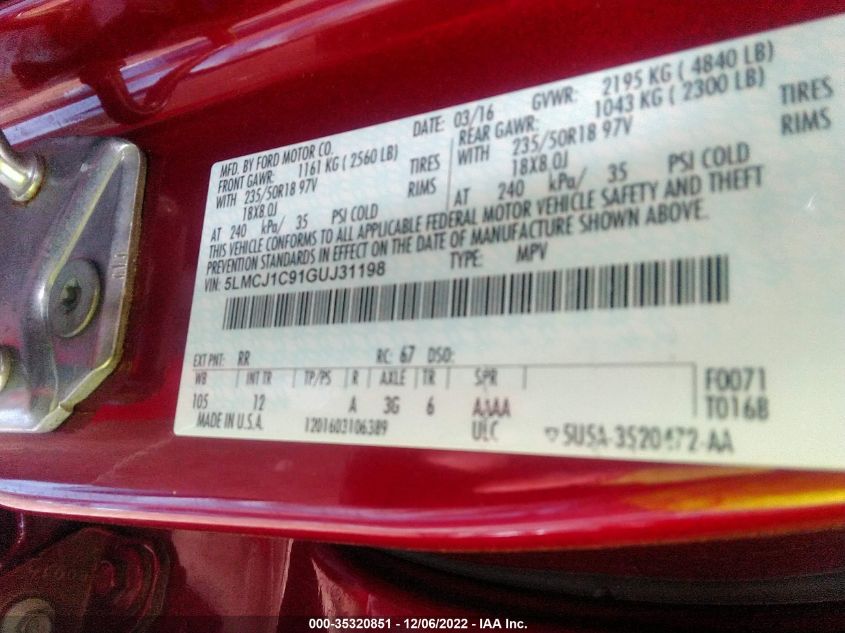 MFD. BY FORD MOTOR CO.
DATE: 03/16 GVWR: 2195 KG ( 4840 LB)
FRONT GAWR: 1161 KG ( 2560 LB) REAR GAWR: 1043 KG ( 2300 LB)
WITH 235/50R18 97V TIRES WITH 235/50R18 97V TIRES
18X8.0J RIMS 18X8.0J RIMS
AT 240 kPa/ 35 PSI COLD AT 240 kPa/ 35 PSI COLD
THIS VEHICLE CONFORMS TO ALL APPLICABLE FEDERAL MOTOR VEHICLE SAFETY AND THEFT
PREVENTION STANDARDS IN EFFECT ON THE DATE OF MANUFACTURE SHOWN ABOVE.
VIN: 5LMCJ1C91GUJ31198 TYPE: MPV
EXT PNT: RR RC: 67 DSO:
WB INT TR TP/PS R AXLE TR SPR F0071
105 12 A 3G 6 AAAA T0168
MADE IN U.S.A. 1201603106389 ULC 5U5A-3520472-AA
000-35320851 - 12/06/2022 - IAA Inc.